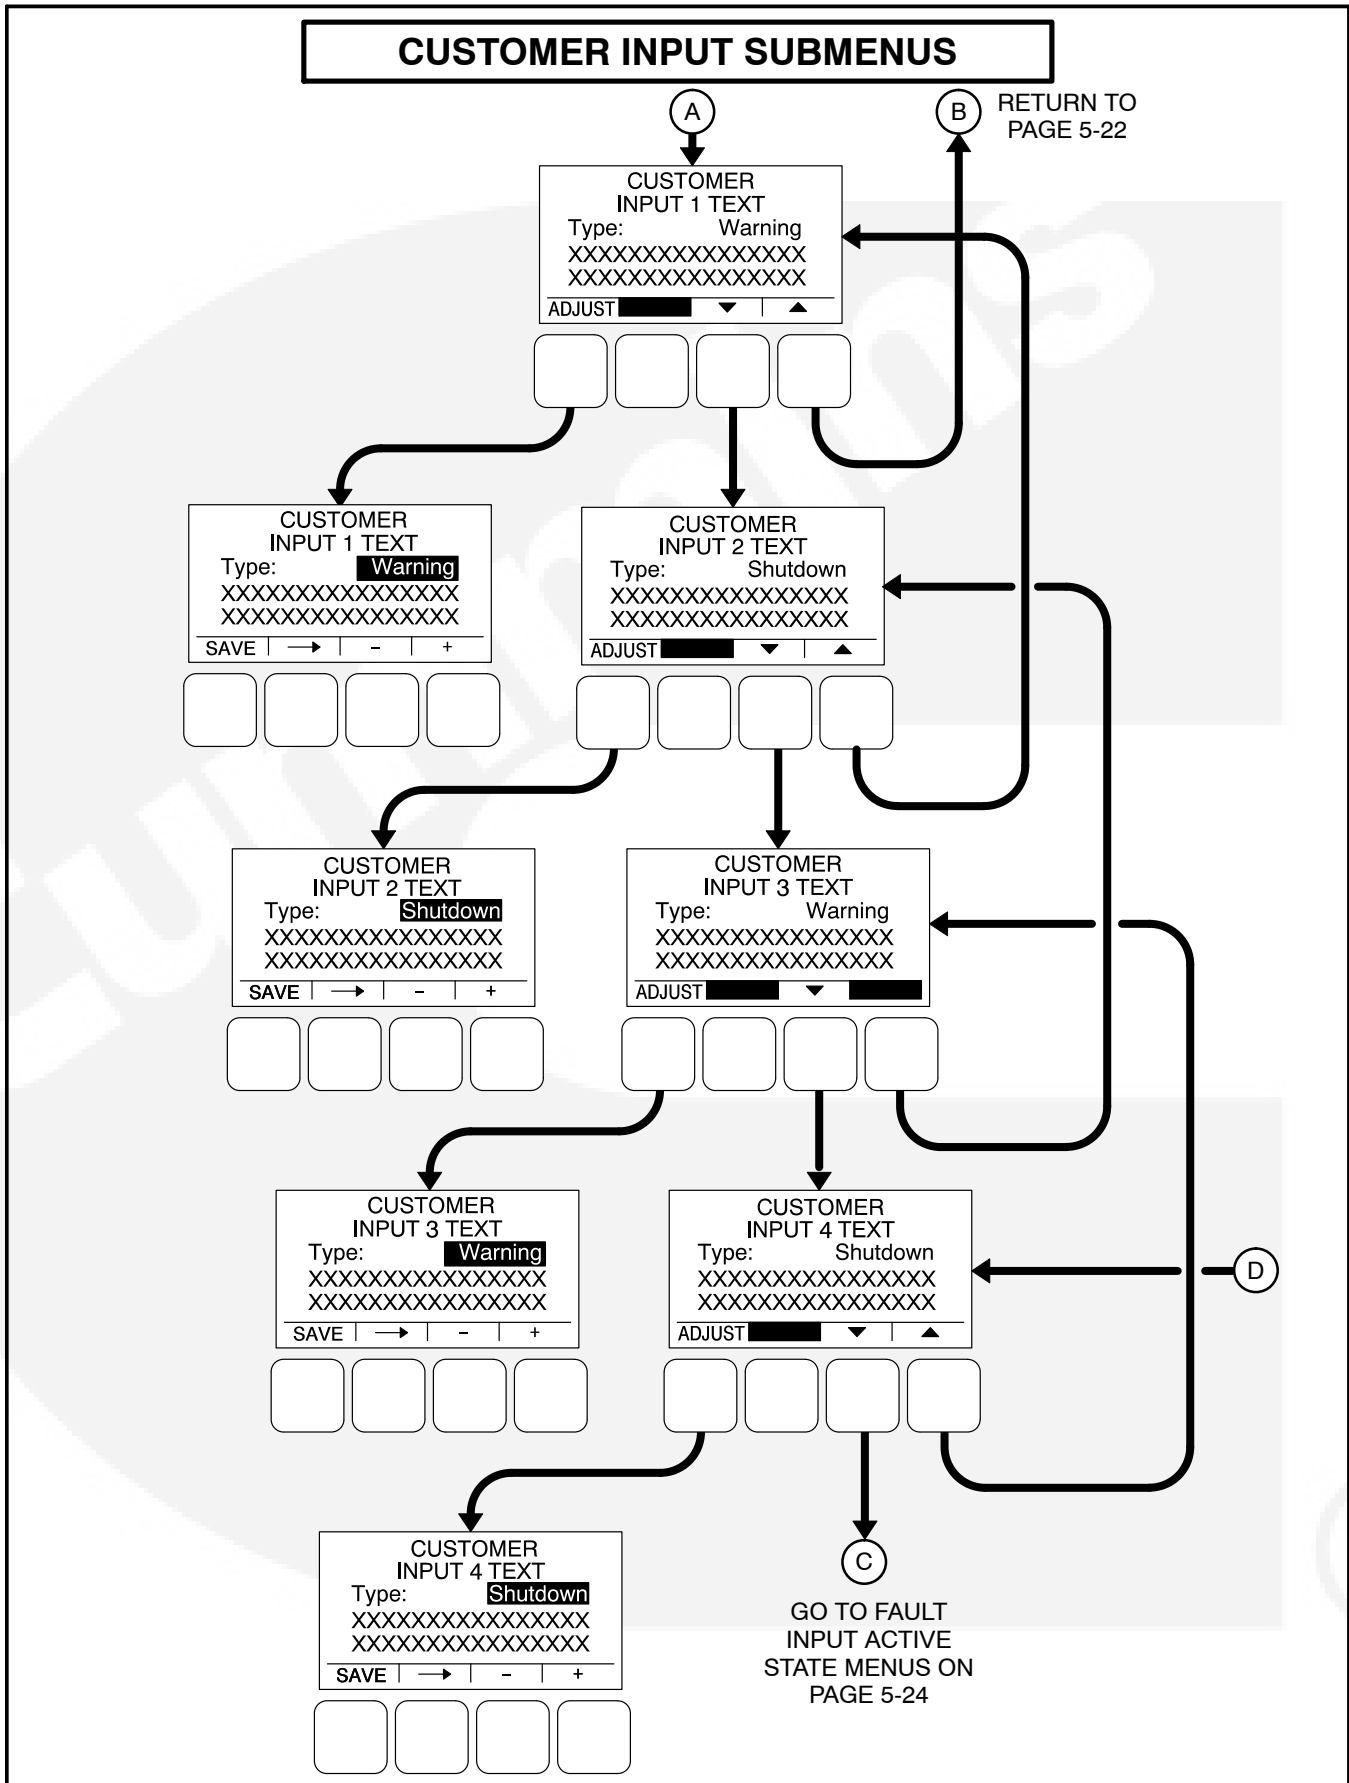 CUSTOMER INPUT SUBMENUS
A
B
RETURN TO
PAGE 5-22
CUSTOMER
INPUT 1 TEXT
Type: Warning
XXXXXXXXXXXXXXXX
XXXXXXXXXXXXXXXX
ADJUST ▼ ▲
CUSTOMER
INPUT 1 TEXT
Type: Warning
XXXXXXXXXXXXXXXX
XXXXXXXXXXXXXXXX
SAVE → - +
CUSTOMER
INPUT 2 TEXT
Type: Shutdown
XXXXXXXXXXXXXXXX
XXXXXXXXXXXXXXXX
ADJUST ▼ ▲
CUSTOMER
INPUT 2 TEXT
Type: Shutdown
XXXXXXXXXXXXXXXX
XXXXXXXXXXXXXXXX
SAVE → - +
CUSTOMER
INPUT 3 TEXT
Type: Warning
XXXXXXXXXXXXXXXX
XXXXXXXXXXXXXXXX
ADJUST ▼
CUSTOMER
INPUT 3 TEXT
Type: Warning
XXXXXXXXXXXXXXXX
XXXXXXXXXXXXXXXX
SAVE → - +
CUSTOMER
INPUT 4 TEXT
Type: Shutdown
XXXXXXXXXXXXXXXX
XXXXXXXXXXXXXXXX
ADJUST ▼ ▲
D
CUSTOMER
INPUT 4 TEXT
Type: Shutdown
XXXXXXXXXXXXXXXX
XXXXXXXXXXXXXXXX
SAVE → - +
C
GO TO FAULT
INPUT ACTIVE
STATE MENUS ON
PAGE 5-24
Cummins